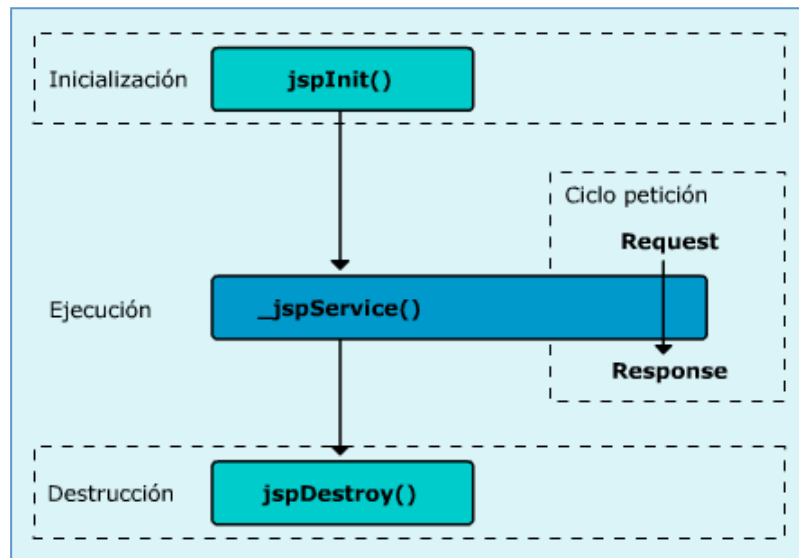 Inicialización
jspInit()
Ciclo petición
Request
Ejecución
_jspService()
Response
Destrucción
jspDestroy()